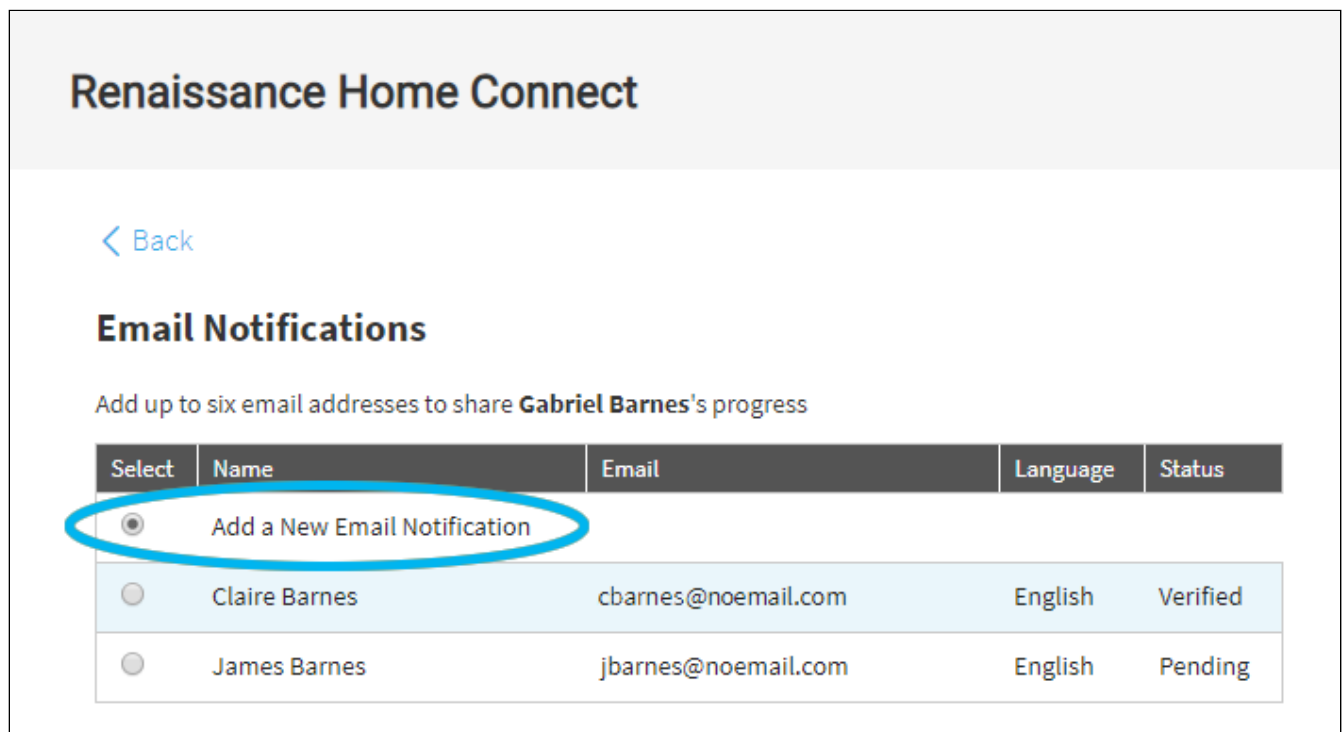 Renaissance Home Connect
Back
Email Notifications
Add up to six email addresses to share Gabriel Barnes's progress
Select Name Email Language Status
Add a New Email Notification
Claire Barnes cbarnes@noemail.com English Verified
James Barnes jbarnes@noemail.com English Pending